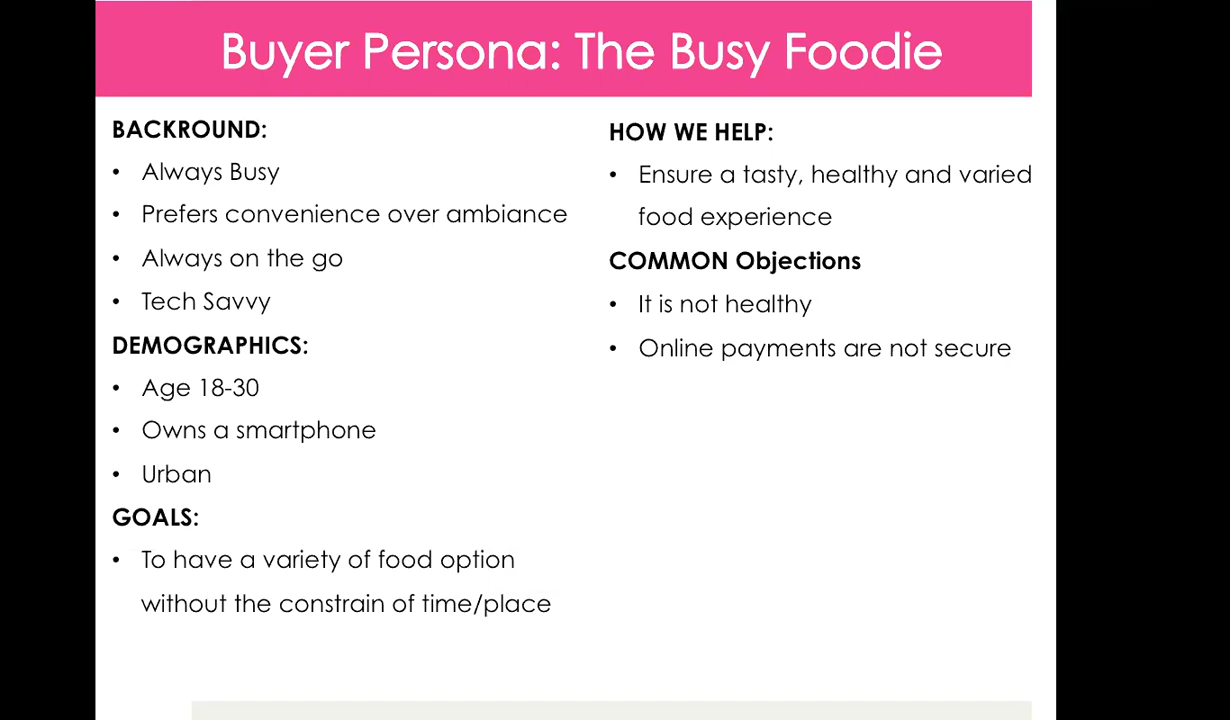 Buyer Persona: The Busy Foodie
BACKROUND:
• Always Busy
• Prefers convenience over ambiance
• Always on the go
• Tech Savvy
DEMOGRAPHICS:
• Age 18-30
• Owns a smartphone
• Urban
GOALS:
• To have a variety of food option
without the constrain of time/place
HOW WE HELP:
• Ensure a tasty, healthy and varied
food experience
COMMON Objections
• It is not healthy
• Online payments are not secure